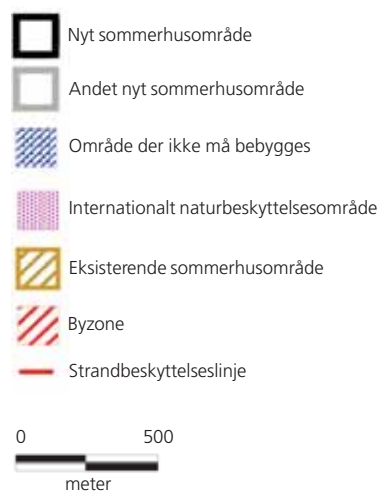 Nyt sommerhusområde
Andet nyt sommerhusområde
Område der ikke må bebygges
Internationalt naturbeskyttelsesområde
Eksisterende sommerhusområde
Byzone
Strandbeskyttelseslinje
0 500
meter